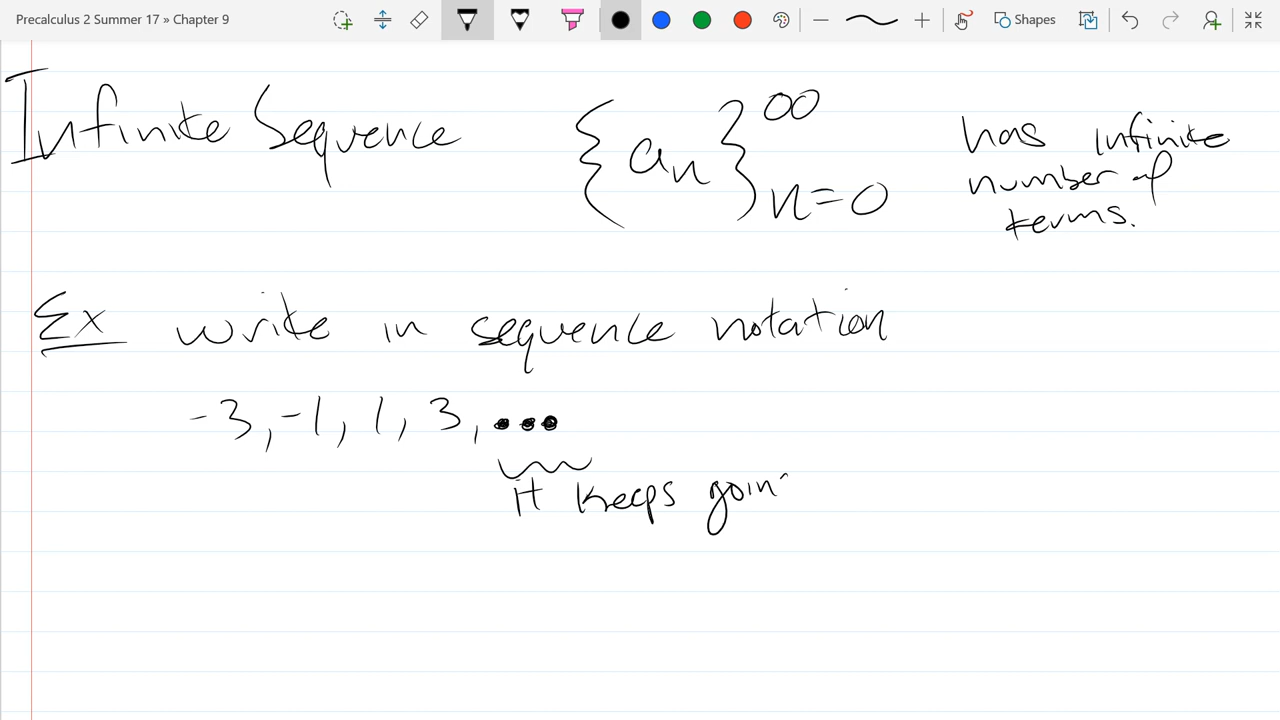 Precalculus 2 Summer 17 » Chapter 9
Shapes
Infinite Sequence {a_n}^∞_{n=0} has infinite
number of
terms.
Ex write in sequence notation
-3, -1, 1, 3, ...
it keeps goin